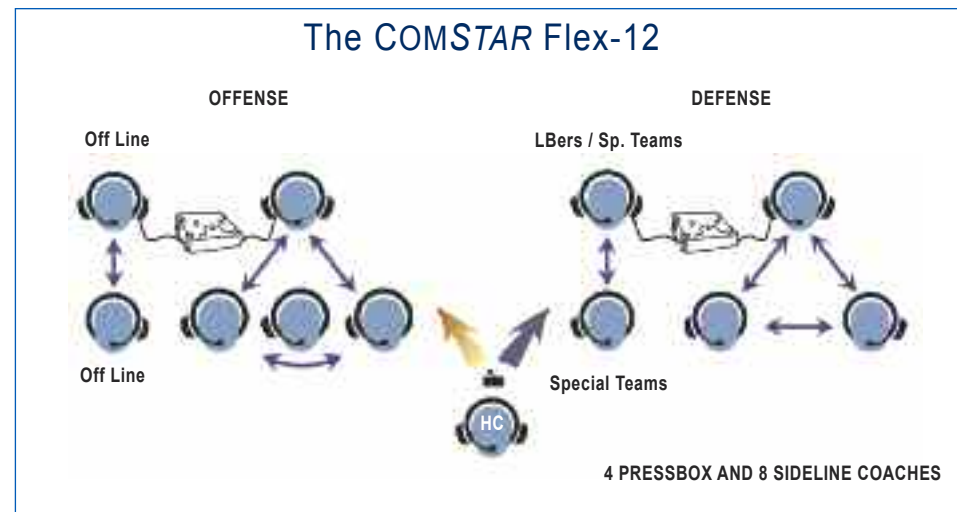 The COMSTAR Flex-12
OFFENSE
DEFENSE
Off Line
LBers / Sp. Teams
Off Line
Special Teams
HC
4 PRESSBOX AND 8 SIDELINE COACHES